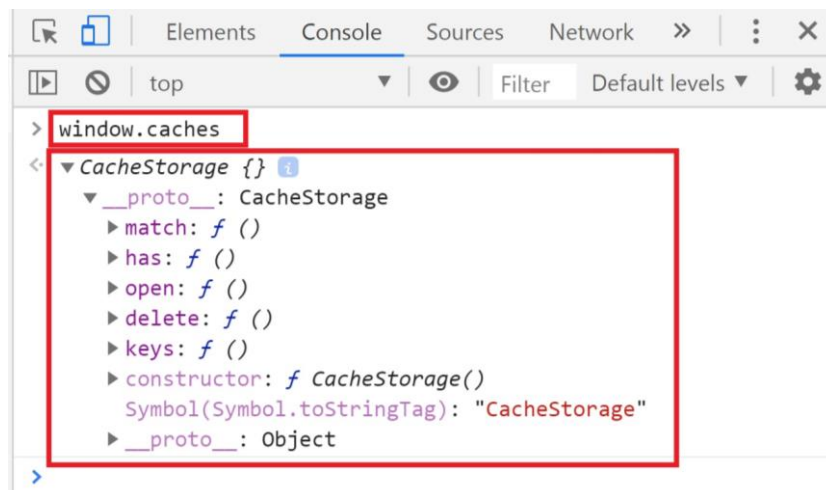 Elements Console Sources Network »
top Filter Default levels
> window.caches
CacheStorage {} i
__proto__: CacheStorage
match: ƒ ()
has: ƒ ()
open: ƒ ()
delete: ƒ ()
keys: ƒ ()
constructor: ƒ CacheStorage()
Symbol(Symbol.toStringTag): "CacheStorage"
__proto__: Object
>